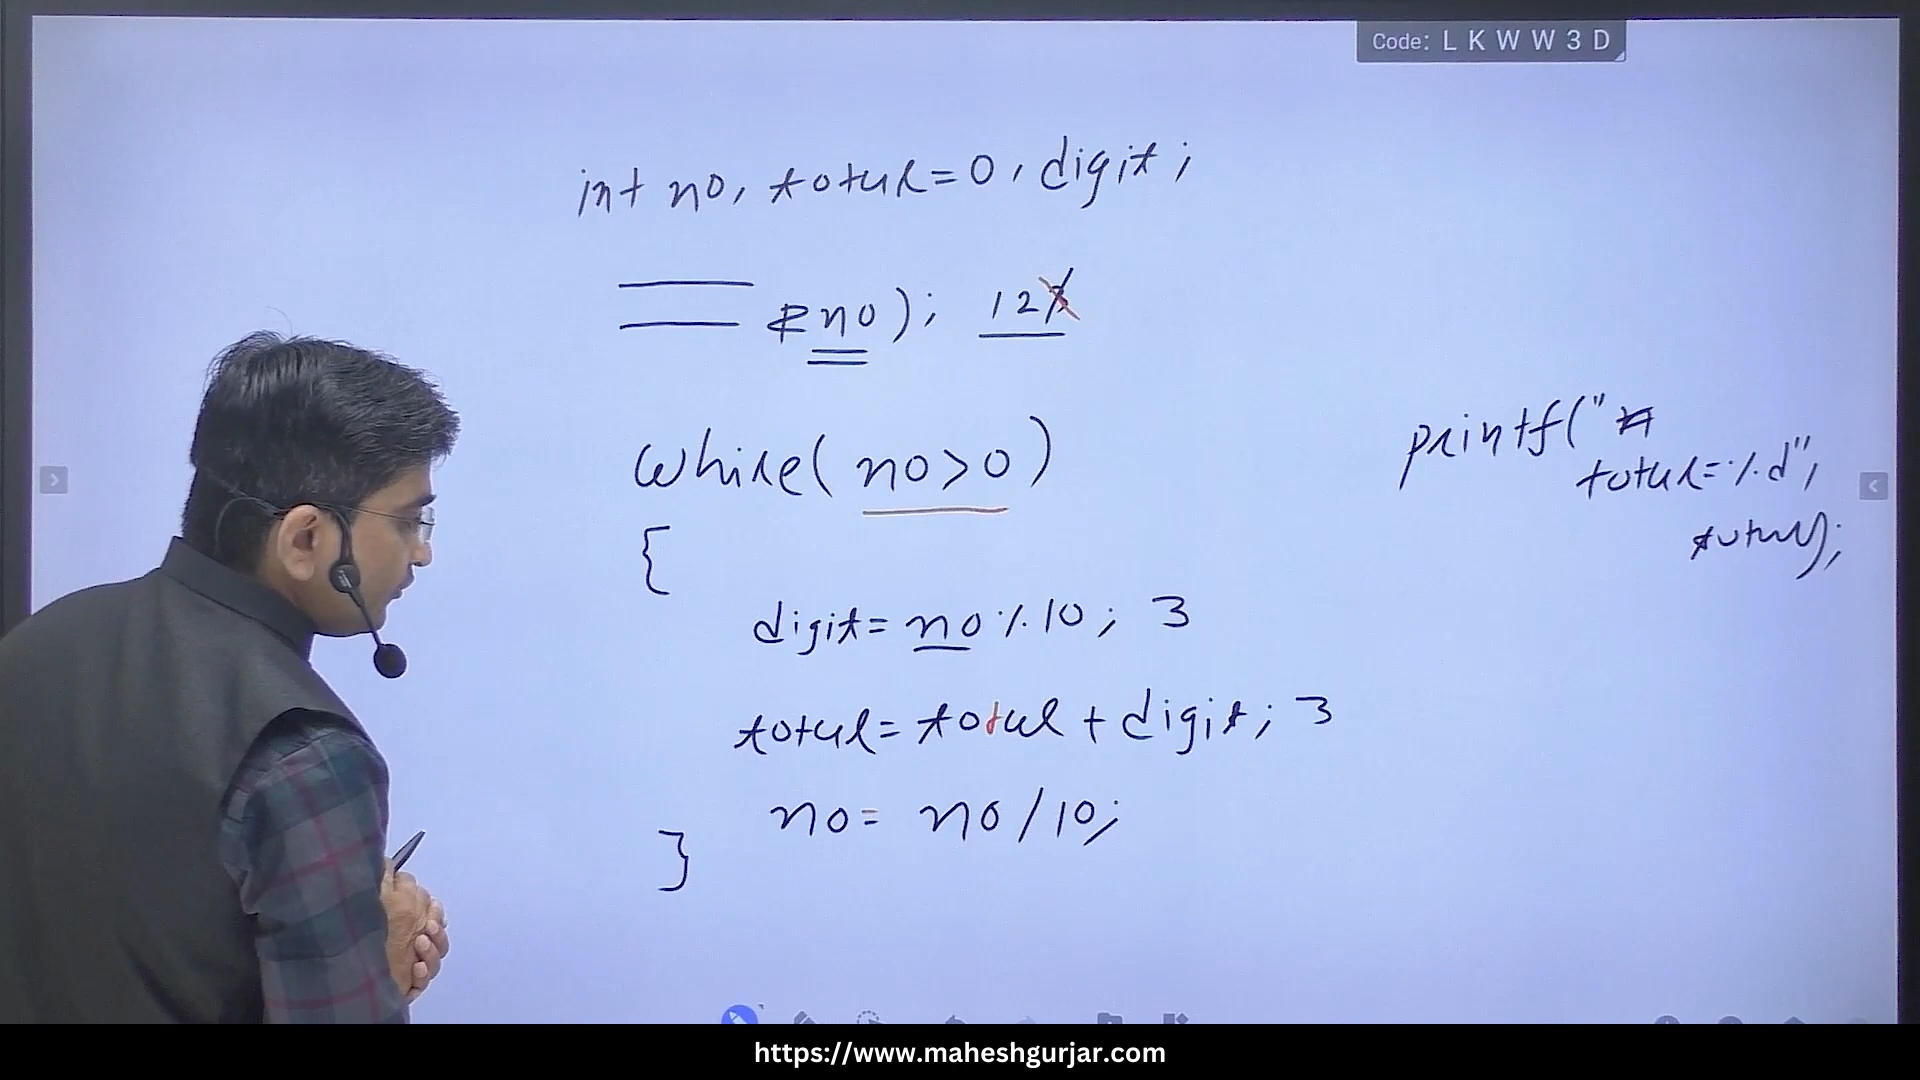 Code: L K W W 3 D
int no, total=0, digit;
&no); 123
while(no>0)
{
digit=no%10; 3
total=total+digit; 3
no=no/10;
}
printf("
total=%d",
total);
https://www.maheshgurjar.com